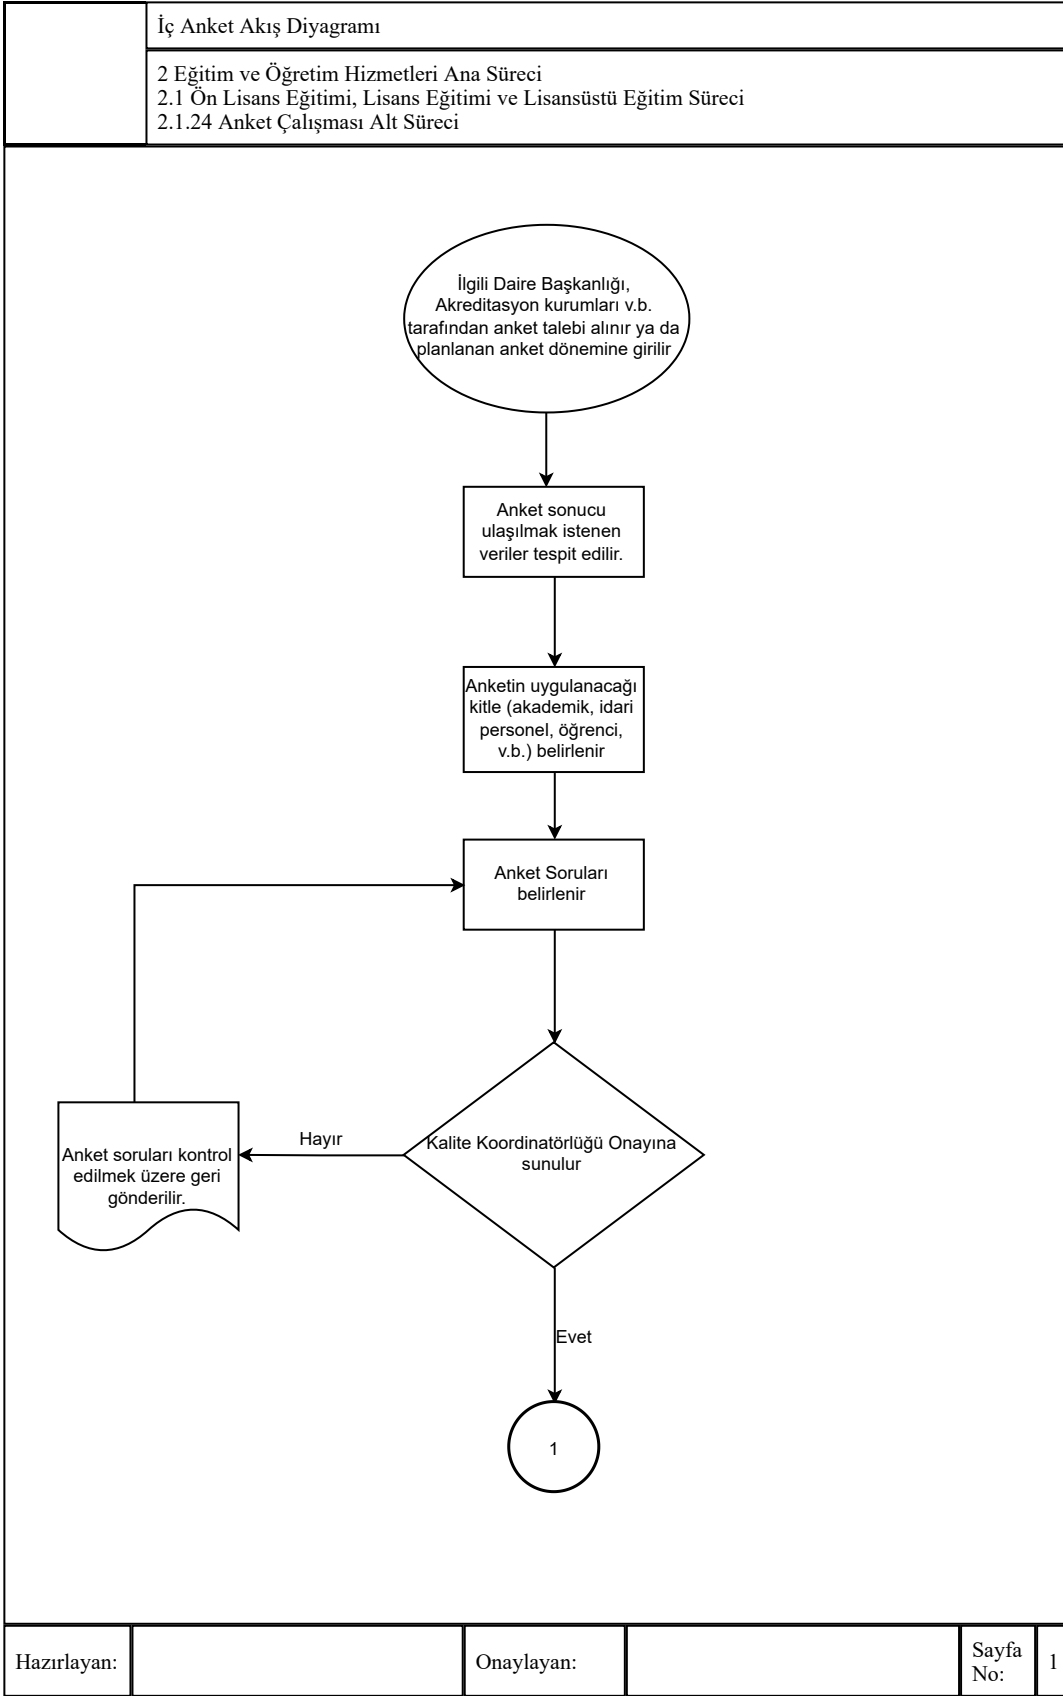 İç Anket Akış Diyagramı
2 Eğitim ve Öğretim Hizmetleri Ana Süreci
2.1 Ön Lisans Eğitimi, Lisans Eğitimi ve Lisansüstü Eğitim Süreci
2.1.24 Anket Çalışması Alt Süreci
İlgili Daire Başkanlığı,
Akreditasyon kurumları v.b.
tarafından anket talebi alınır ya da
planlanan anket dönemine girilir
Anket sonucu
ulaşılmak istenen
veriler tespit edilir.
Anketin uygulanacağı
kitle (akademik, idari
personel, öğrenci,
v.b.) belirlenir
Anket Soruları
belirlenir
Kalite Koordinatörlüğü Onayına
sunulur
Hayır
Anket soruları kontrol
edilmek üzere geri
gönderilir.
Evet
1
Hazırlayan:
Onaylayan:
Sayfa
No:
1